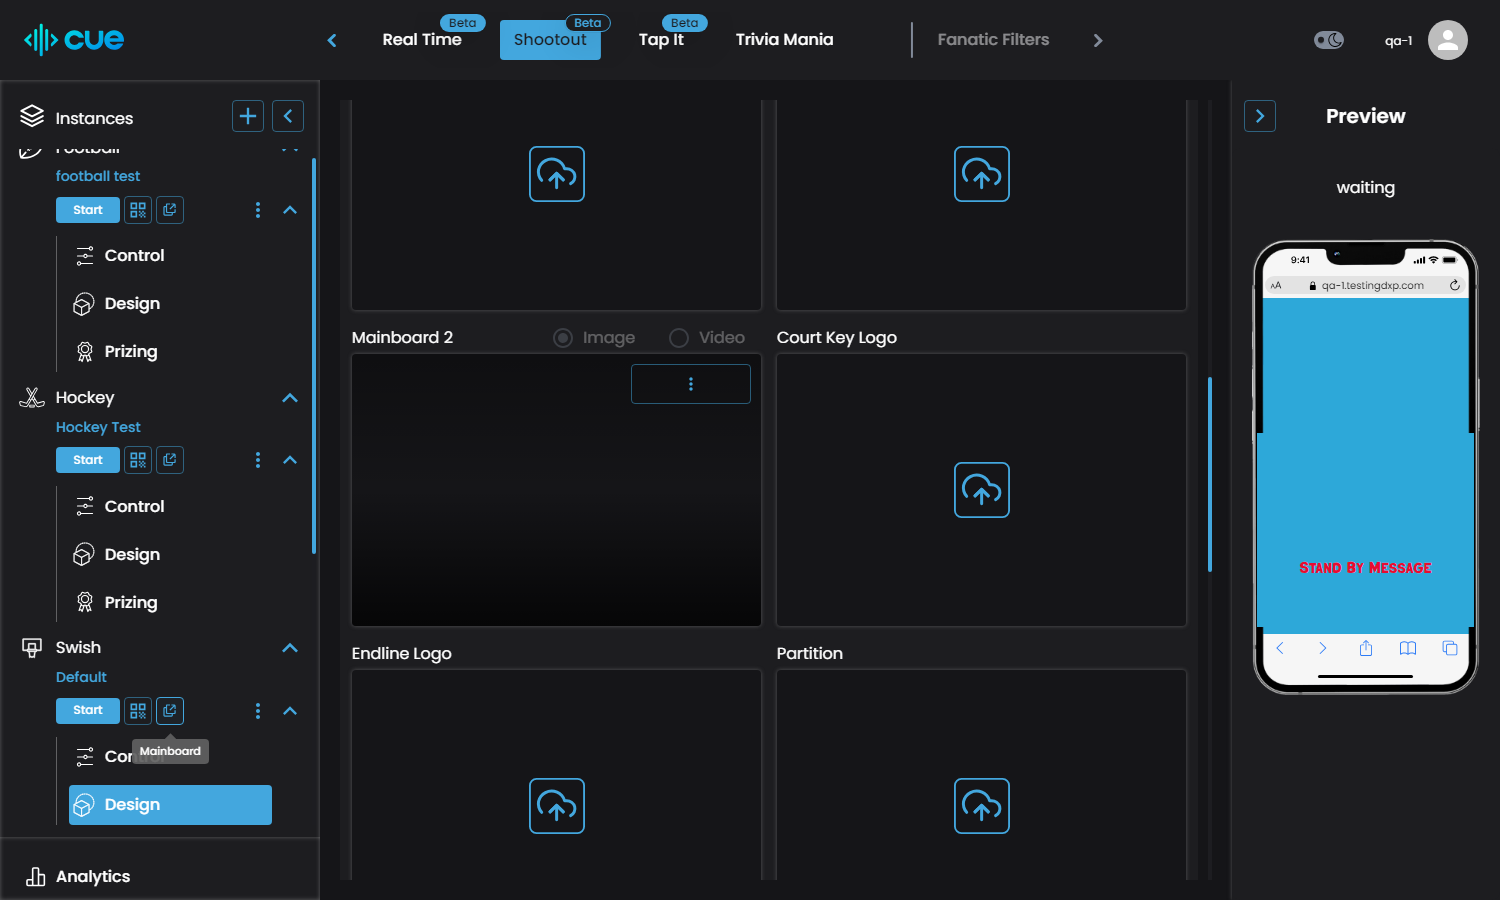 cue
Real Time
Beta
Shootout
Beta
Tap It
Beta
Trivia Mania
Fanatic Filters
qa-1
Instances
Football
football test
Start
Control
Design
Prizing
Hockey
Hockey Test
Start
Control
Design
Prizing
Swish
Default
Start
Mainboard
Control
Design
Analytics
Mainboard 2
Image
Video
Court Key Logo
Endline Logo
Partition
Preview
waiting
9:41
AA
qa-1.testingdxp.com
Stand By Message